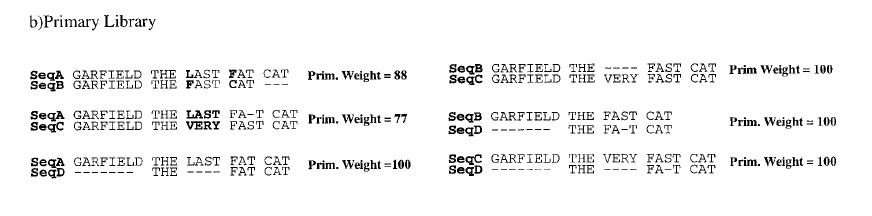 b)Primary Library
SeqA GARFIELD THE LAST FAT CAT Prim. Weight = 88
SeqB GARFIELD THE FAST CAT ---
SeqA GARFIELD THE LAST FA-T CAT Prim. Weight = 77
SeqC GARFIELD THE VERY FAST CAT
SeqA GARFIELD THE LAST FAT CAT Prim. Weight =100
SeqD -------- THE ---- FAT CAT
SeqB GARFIELD THE ---- FAST CAT Prim Weight = 100
SeqC GARFIELD THE VERY FAST CAT
SeqB GARFIELD THE FAST CAT Prim. Weight = 100
SeqD -------- THE FA-T CAT
SeqC GARFIELD THE VERY FAST CAT Prim. Weight = 100
SeqD -------- THE ---- FA-T CAT